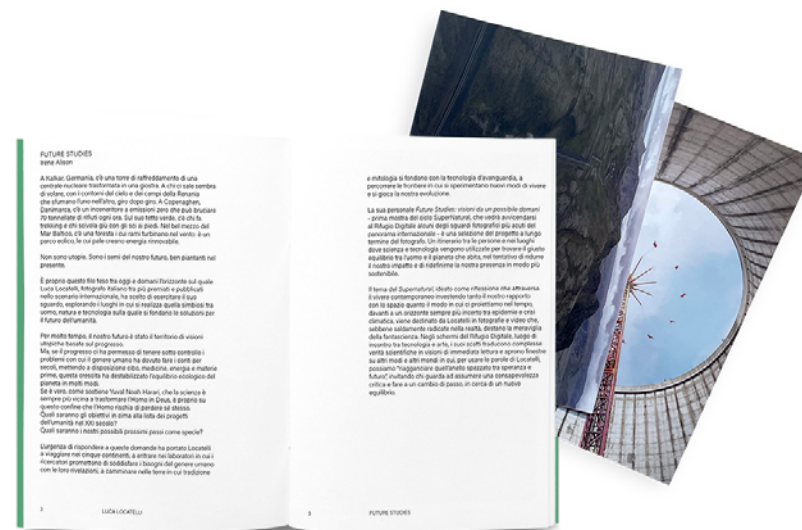 FUTURE STUDIES
Irene Alison
A Kalkar, Germania, c'è una torre di raffreddamento di una
centrale nucleare trasformata in una giostra. A chi ci sale sembra
di volare, con i contorni del cielo e dei campi della Renania
che sfumano l'uno nell'altro, giro dopo giro. A Copenaghen,
Danimarca, c'è un inceneritore a emissioni zero che può bruciare
70 tonnellate di rifiuti ogni ora. Sul suo tetto verde, c'è chi fa
trekking e chi scivola giù con gli sci ai piedi. Nel bel mezzo del
Mar Baltico, c'è una foresta i cui rami turbinano nel vento: è un
parco eolico, le cui pale creano energia rinnovabile.
Non sono utopie. Sono i semi del nostro futuro, ben piantati nel
presente.
È proprio questo filo teso tra oggi e domani l'orizzonte sul quale
Luca Locatelli, fotografo italiano tra più premiati e pubblicati
nello scenario internazionale, ha scelto di esercitare il suo
sguardo, esplorando i luoghi in cui si realizza quella simbiosi tra
uomo, natura e tecnologia sulla quale si fondano le soluzioni per
il futuro dell'umanità.
Per molto tempo, il nostro futuro è stato il territorio di visioni
utopiche basate sul progresso.
Ma, se il progresso ci ha permesso di tenere sotto controllo i
problemi con cui il genere umano ha dovuto fare i conti per
secoli, mettendo a disposizione cibo, medicine, energia e materie
prime, questa crescita ha destabilizzato l'equilibrio ecologico del
pianeta in molti modi.
Se è vero, come sostiene Yuval Noah Harari, che la scienza è
sempre più vicina a trasformare l'Homo in Deus, è proprio su
questo confine che l'Homo rischia di perdere sé stesso.
Quali saranno gli obiettivi in cima alla lista dei progetti
dell'umanità nel XXI secolo?
Quali saranno i nostri possibili prossimi passi come specie?
L'urgenza di rispondere a queste domande ha portato Locatelli
a viaggiare nei cinque continenti, a entrare nei laboratori in cui i
ricercatori promettono di soddisfare i bisogni del genere umano
con le loro rivelazioni, a camminare nelle terre in cui tradizione
LUCA LOCATELLI
e mitologia si fondono con la tecnologia d'avanguardia, a
percorrere le frontiere in cui si sperimentano nuovi modi di vivere
e si gioca la nostra evoluzione.
La sua personale Future Studies: visioni da un possibile domani
- prima mostra del ciclo SuperNatural, che vedrà avvicendarsi
al Rifugio Digitale alcuni degli sguardi fotografici più acuti del
panorama internazionale - è una selezione del progetto a lungo
termine del fotografo. Un itinerario tra le persone e nei luoghi
dove scienza e tecnologia vengono utilizzate per trovare il giusto
equilibrio tra l'uomo e il pianeta che abita, nel tentativo di ridurre
il nostro impatto e di ridefinire la nostra presenza in modo più
sostenibile.
Il tema del Supernatural, ideato come riflessione che attraversa
il vivere contemporaneo investendo tanto il nostro rapporto
con lo spazio quanto il modo in cui ci proiettiamo nel tempo,
davanti a un orizzonte sempre più incerto tra epidemie e crisi
climatica, viene declinato da Locatelli in fotografie e video che,
sebbene saldamente radicate nella realtà, destano la meraviglia
della fantascienza. Negli schermi del Rifugio Digitale, luogo di
incontro tra tecnologia e arte, i suoi scatti traducono complesse
verità scientifiche in visioni di immediata lettura e aprono finestre
su altri modi e altri mondi in cui, per usare le parole di Locatelli,
possiamo "riagganciare quell'anello spezzato tra speranza e
futuro", invitando chi guarda ad assumere una consapevolezza
critica e fare a un cambio di passo, in cerca di un nuovo
equilibrio.
3
FUTURE STUDIES